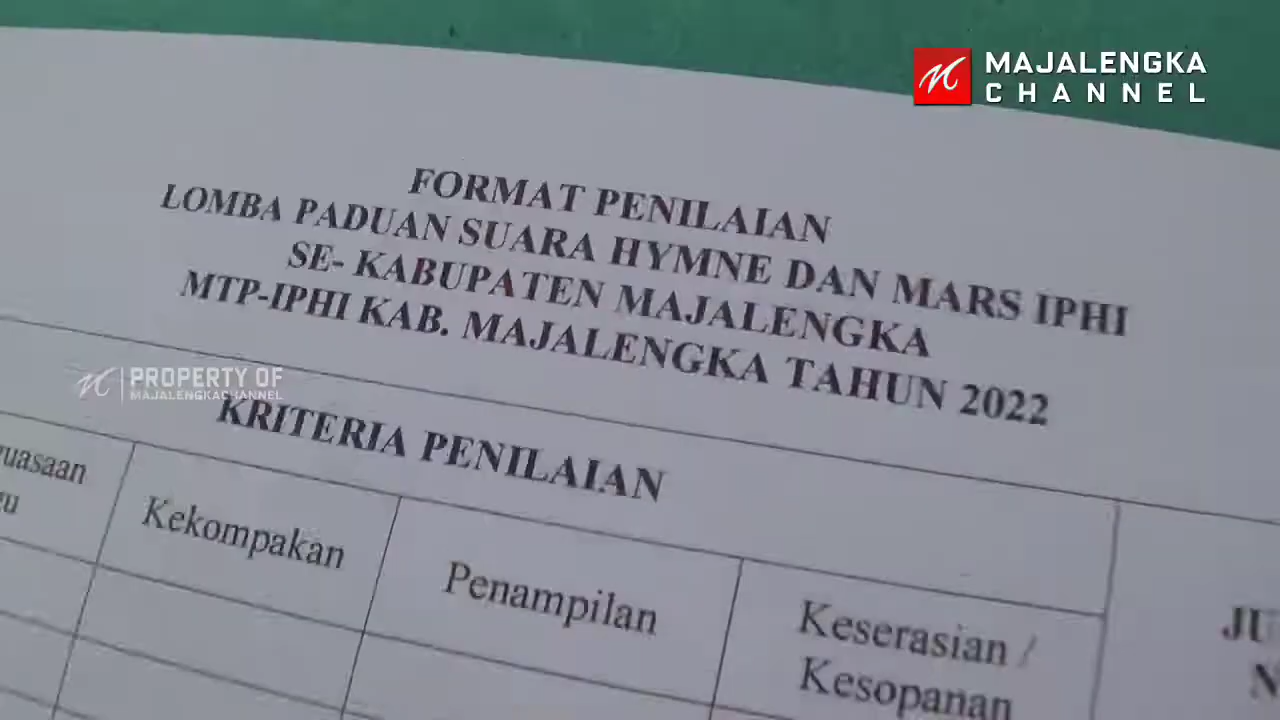 MAJALENGKA
CHANNEL
FORMAT PENILAIAN
LOMBA PADUAN SUARA HYMNE DAN MARS IPHI
SE- KABUPATEN MAJALENGKA
MTP-IPHI KAB. MAJALENGKA TAHUN 2022
PROPERTY OF
MAJALENGKACHANNEL
KRITERIA PENILAIAN
Kekompakan
Penampilan
Keserasian /
Kesopanan